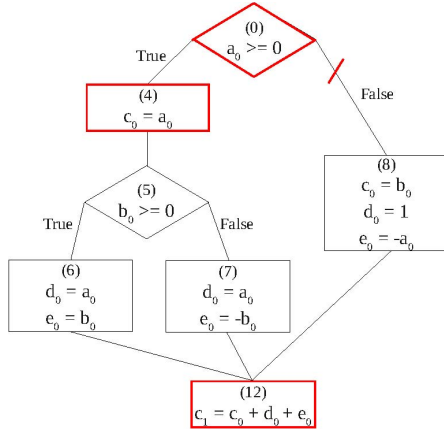 (0)
a₀ >= 0
True
False
(4)
c₀ = a₀
(5)
b₀ >= 0
True
False
(8)
c₀ = b₀
d₀ = 1
e₀ = -a₀
(6)
d₀ = a₀
e₀ = b₀
(7)
d₀ = a₀
e₀ = -b₀
(12)
c₁ = c₀ + d₀ + e₀